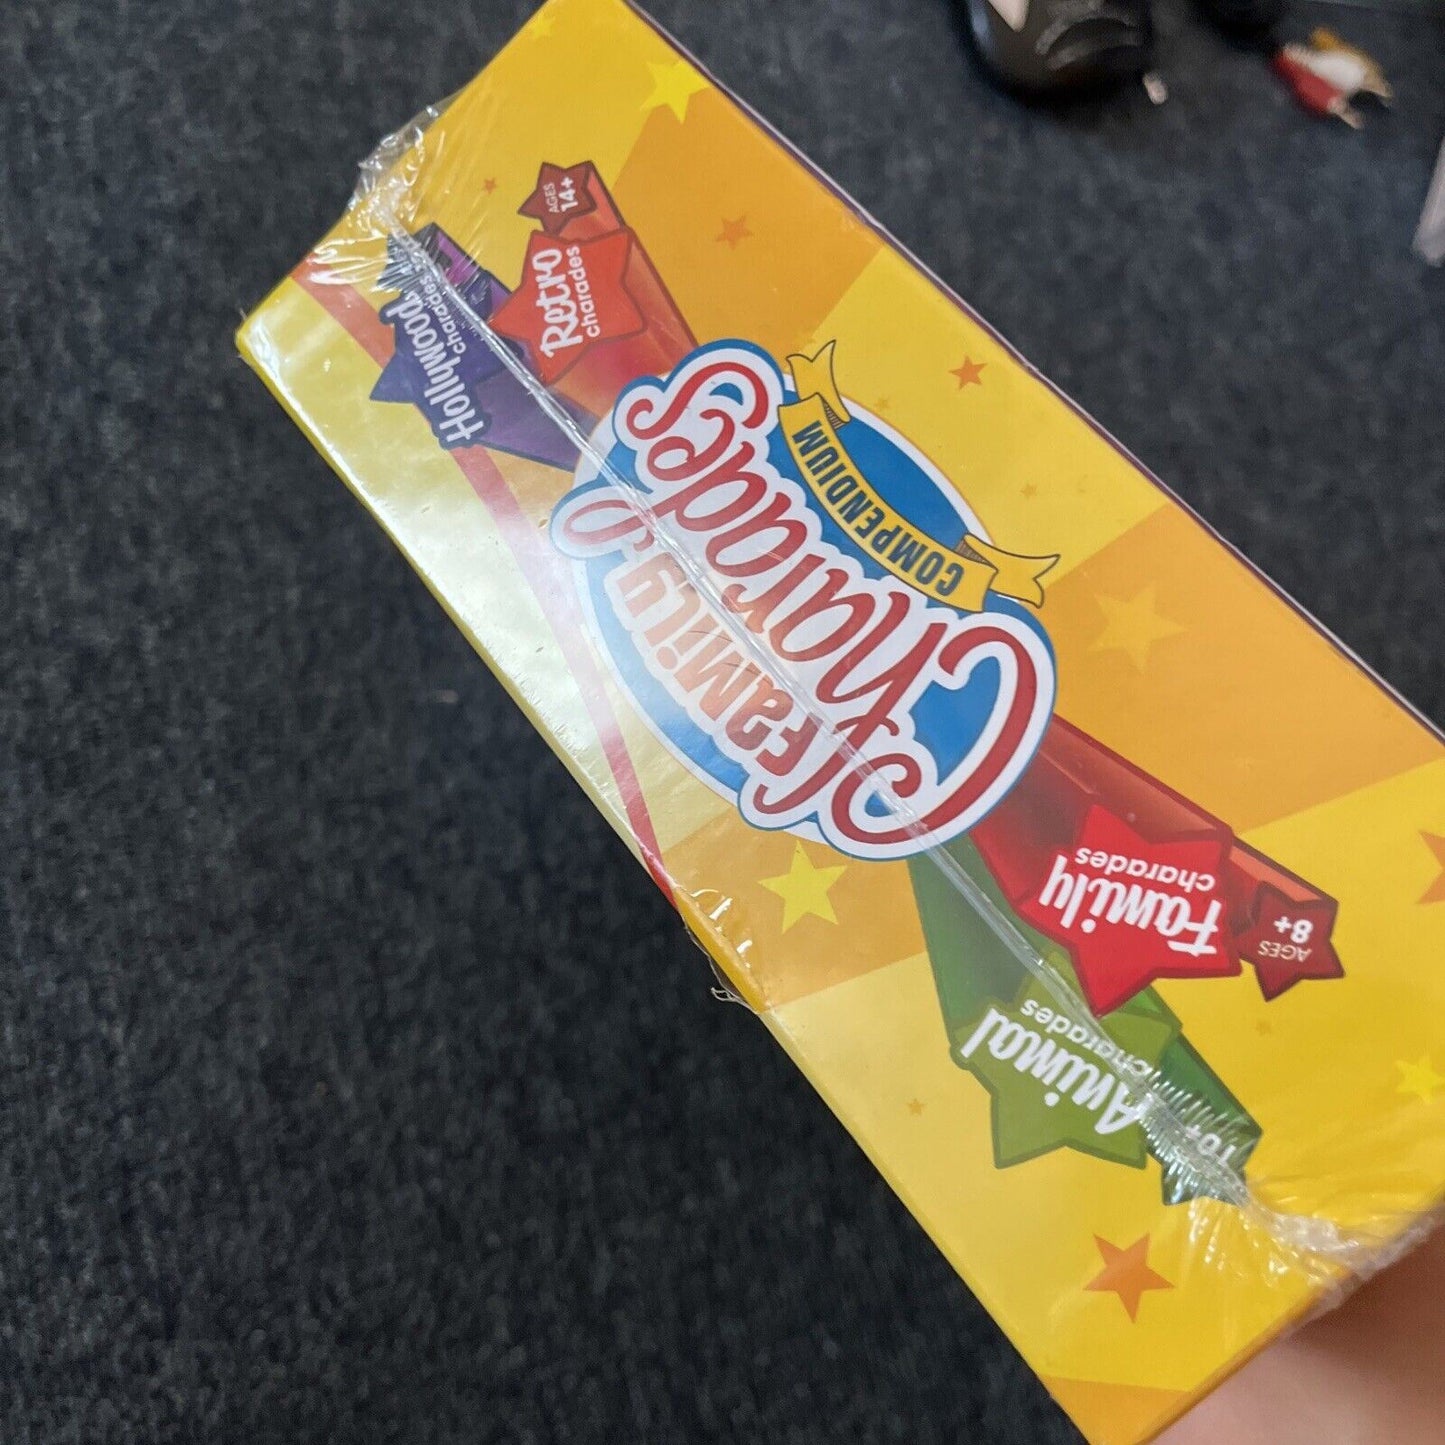 FAMILY
Charades
COMPENDIUM
Family
charades
AGES
8+
Animal
charades
Retro
charades
AGES
14+
Hollywood
charades